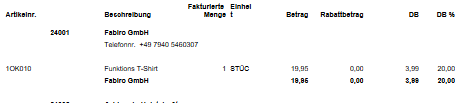 Fakturierte Einhei
Artikelnr. Beschreibung Menge t Betrag Rabattbetrag DB DB %
24001 Fabiro GmbH
Telefonnr. +49 7940 5460307
1OK010 Funktions T-Shirt 1 STÜC 19,95 0,00 3,99 20,00
Fabiro GmbH 19,95 0,00 3,99 20,00